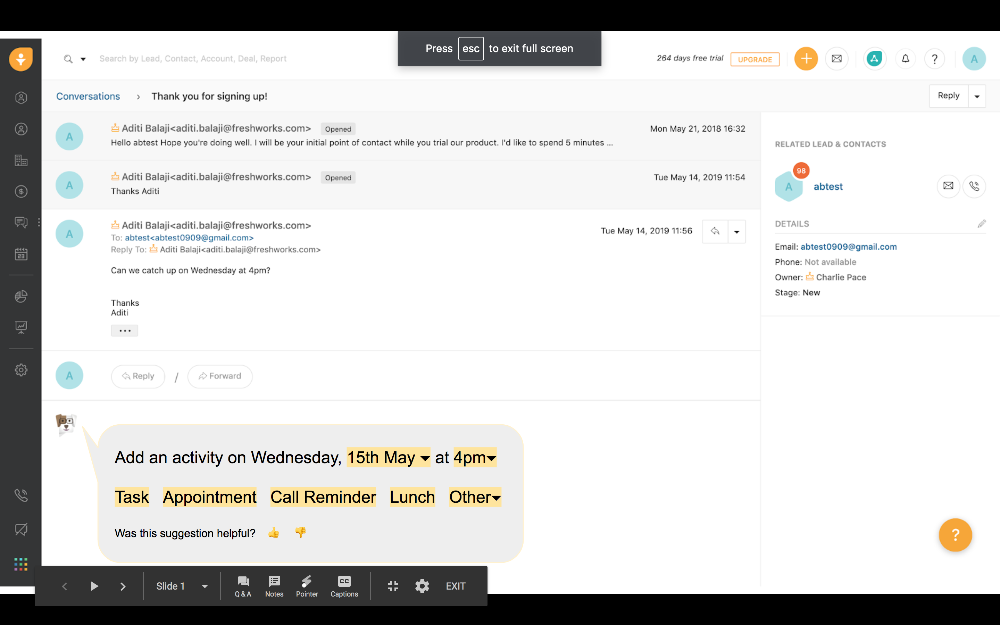 Press esc to exit full screen
Search by Lead, Contact, Account, Deal, Report
264 days free trial
UPGRADE
?
A
Conversations › Thank you for signing up!
Reply
A
Aditi Balaji<aditi.balaji@freshworks.com> Opened
Mon May 21, 2018 16:32
Hello abtest Hope you're doing well. I will be your initial point of contact while you trial our product. I'd like to spend 5 minutes ...
A
Aditi Balaji<aditi.balaji@freshworks.com> Opened
Tue May 14, 2019 11:54
Thanks Aditi
A
Aditi Balaji<aditi.balaji@freshworks.com>
Tue May 14, 2019 11:56
To: abtest<abtest0909@gmail.com>
Reply To: Aditi Balaji<aditi.balaji@freshworks.com>
Can we catch up on Wednesday at 4pm?
Thanks
Aditi
...
A
Reply / Forward
RELATED LEAD & CONTACTS
98
A
abtest
DETAILS
Email: abtest0909@gmail.com
Phone: Not available
Owner: Charlie Pace
Stage: New
23
Add an activity on Wednesday, 15th May at 4pm
Task Appointment Call Reminder Lunch Other
Was this suggestion helpful? 👍 👎
?
Slide 1
Q & A
Notes
Pointer
CC
Captions
EXIT